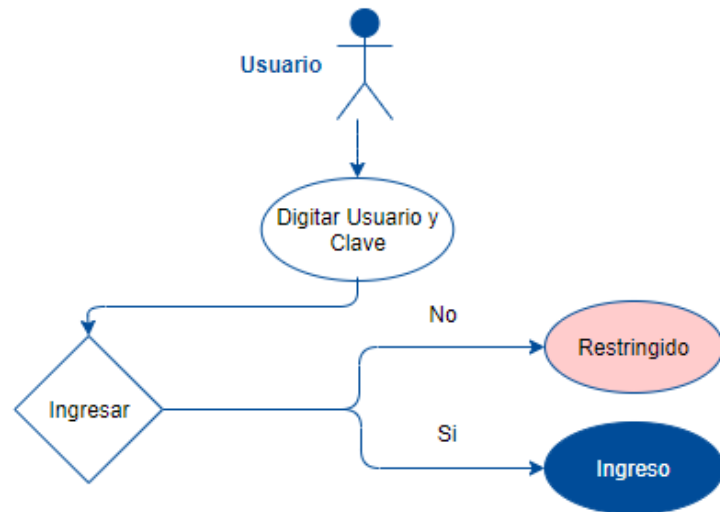 Usuario
Digitar Usuario y
Clave
No
Restringido
Ingresar
Si
Ingreso